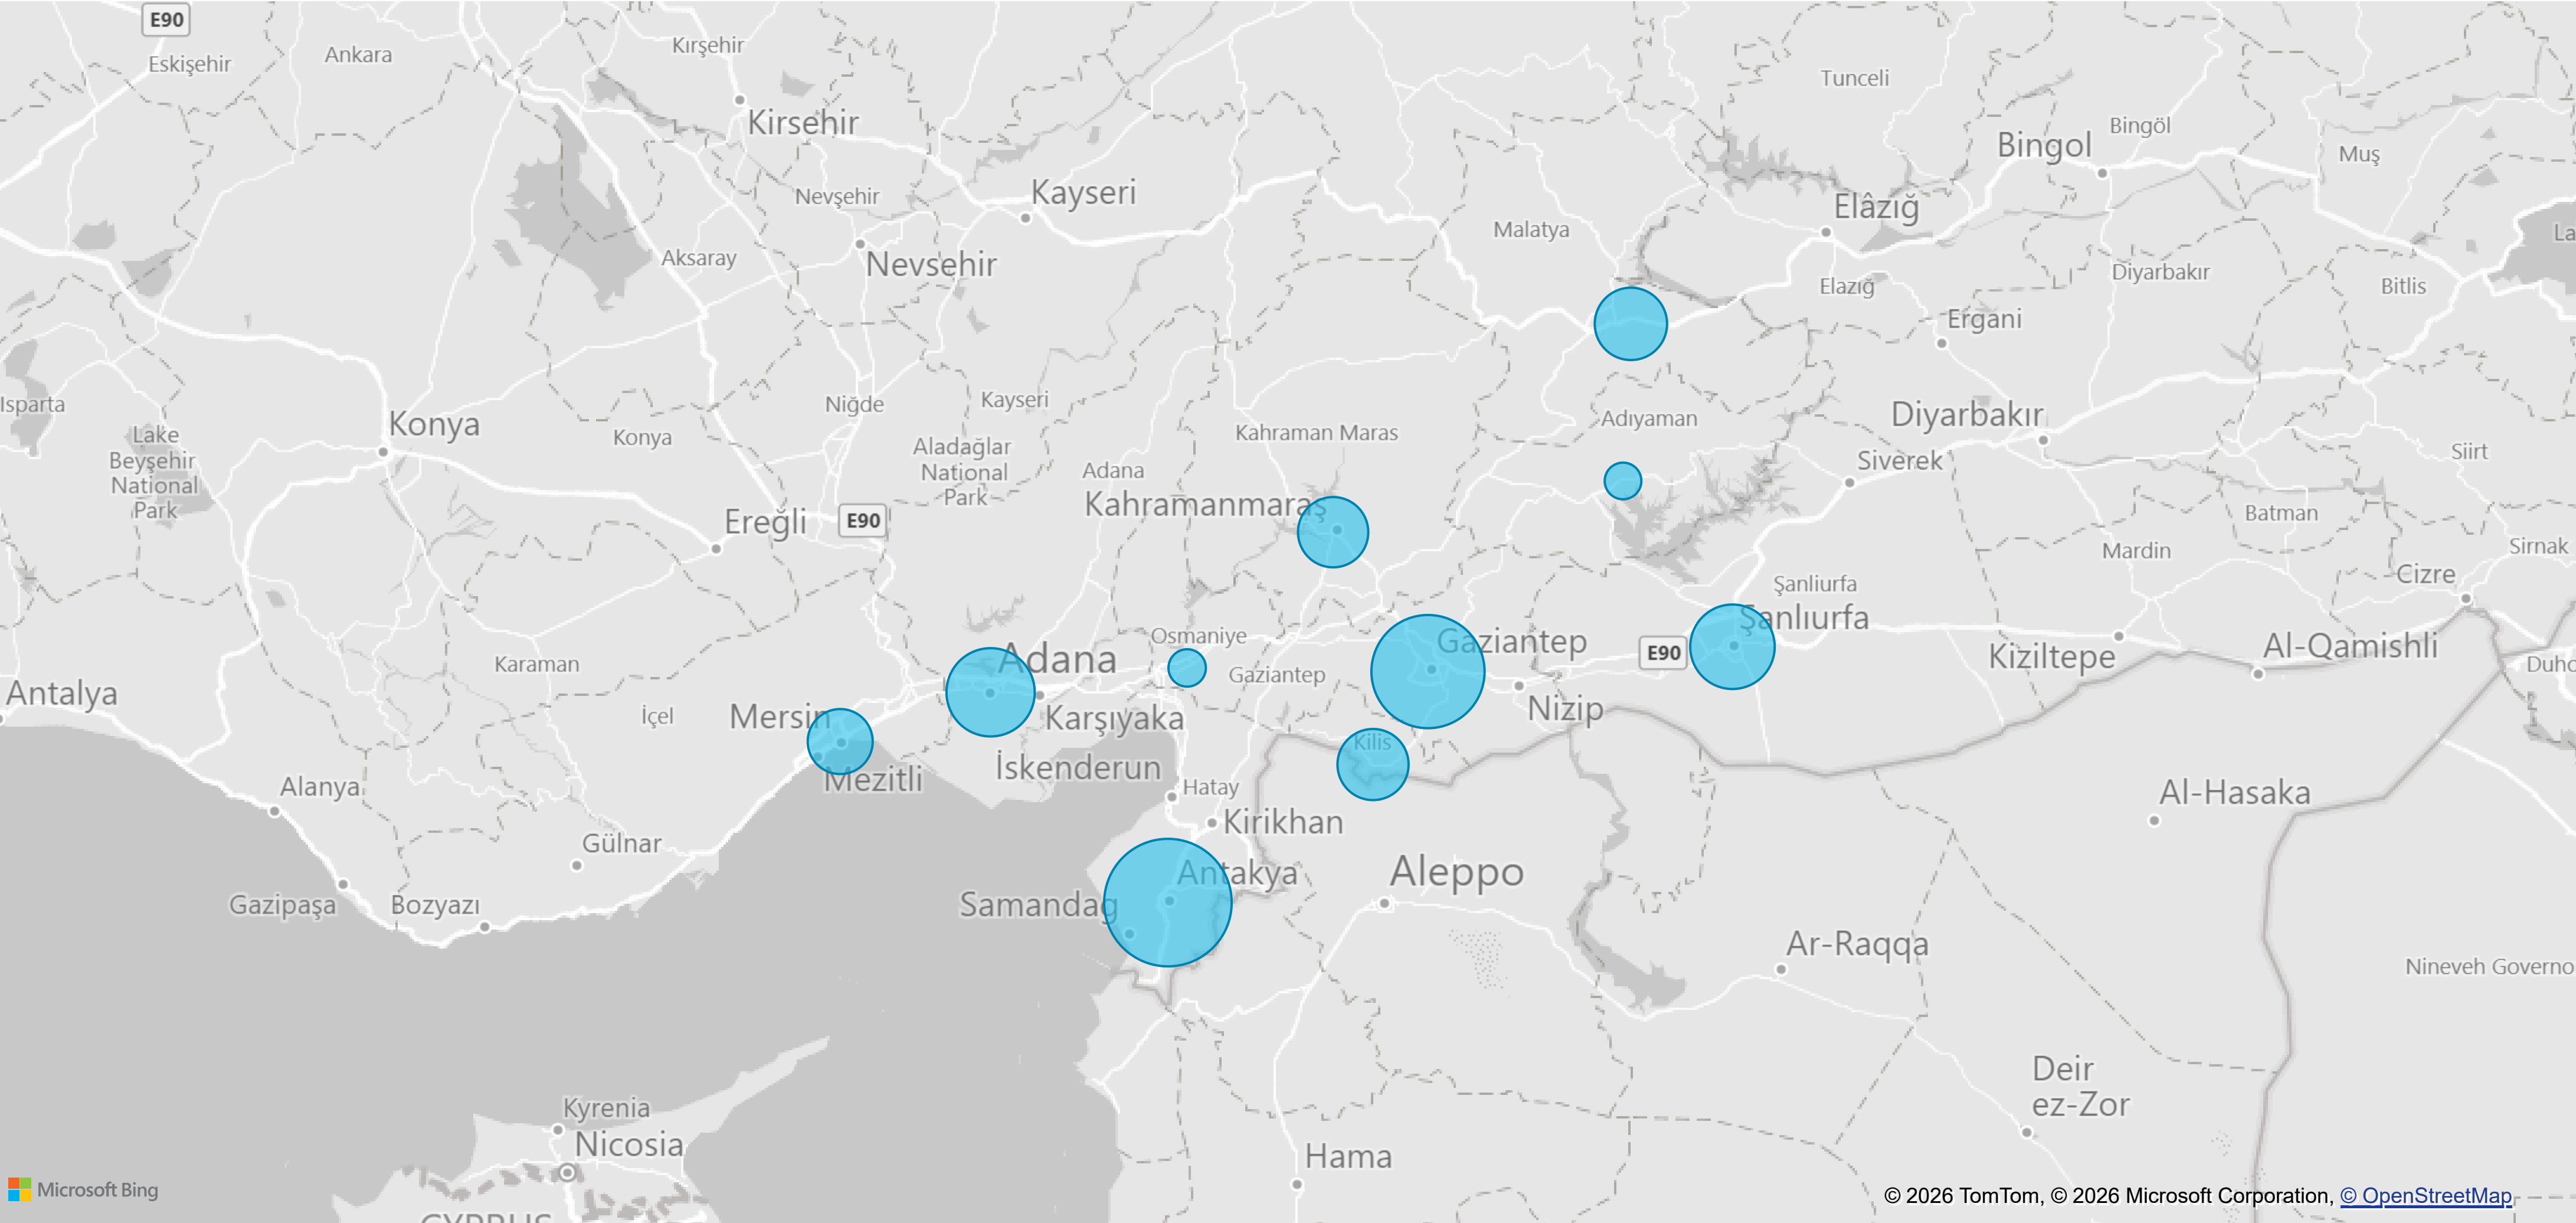 E90
Eskişehir
Ankara
Kırşehir
Kirsehir
Tunceli
Bingol
Bingöl
Muş
Nevşehir
Kayseri
Elâzığ
Malatya
La
Aksaray
Nevsehir
Elazığ
Diyarbakır
Bitlis
Ergani
Isparta
Konya
Niğde
Kayseri
Adıyaman
Diyarbakır
Lake
Beyşehir
National
Park
Konya
Aladağlar
National
Park
Kahraman Maras
Adana
Siverek
Siirt
Kahramanmaraş
Ereğli
E90
Batman
Mardin
Sirnak
Cizre
Şanliurfa
Şanlıurfa
Osmaniye
Gaziantep
E90
Al-Qamishli
Kiziltepe
Duho
Karaman
Adana
Gaziantep
Antalya
İçel
Mersin
Karşıyaka
Nizip
Kilis
Mezitli
İskenderun
Alanya
Hatay
Al-Hasaka
Kirikhan
Gülnar
Antakya
Aleppo
Gazipaşa
Bozyazı
Samandag
Ar-Raqqa
Nineveh Governo
Deir
ez-Zor
Kyrenia
Nicosia
Hama
Microsoft Bing
© 2026 TomTom, © 2026 Microsoft Corporation, © OpenStreetMap
CYPRUS